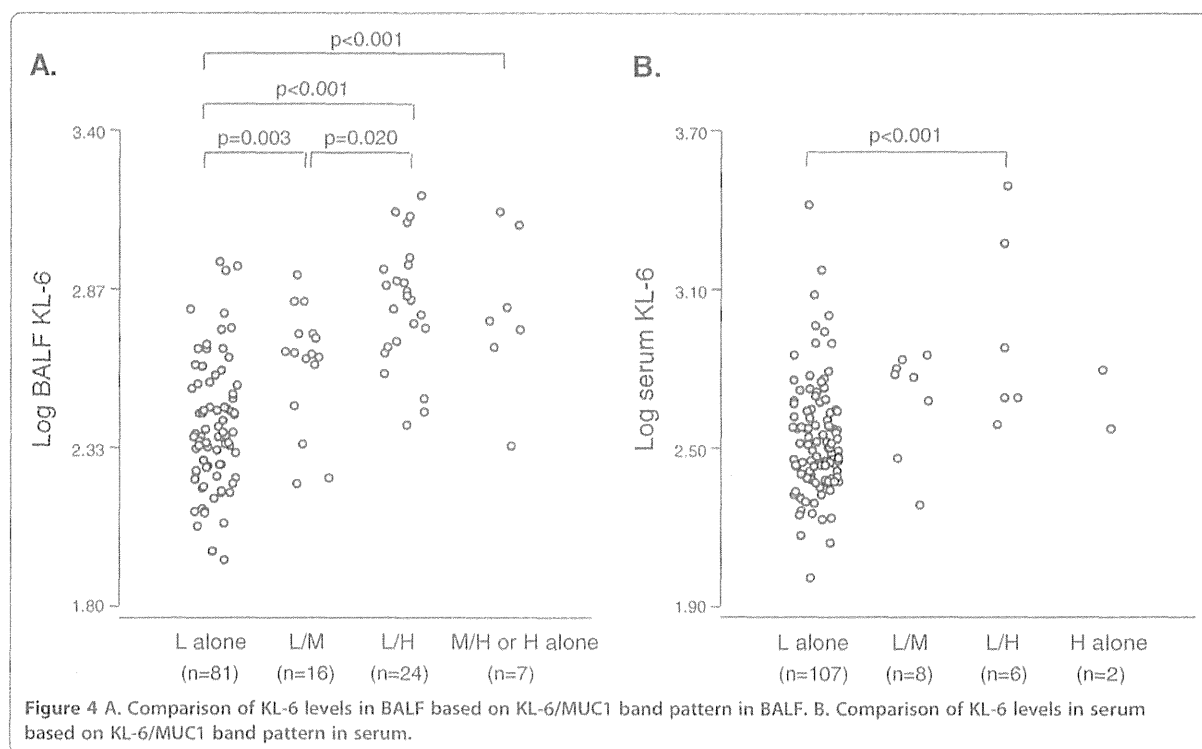 A.
p<0.001
p<0.001
p=0.003
p=0.020
3.40
2.87
2.33
1.80
Log BALF KL-6
L alone
(n=81)
L/M
(n=16)
L/H
(n=24)
M/H or H alone
(n=7)
B.
p<0.001
3.70
3.10
2.50
1.90
Log serum KL-6
L alone
(n=107)
L/M
(n=8)
L/H
(n=6)
H alone
(n=2)
Figure 4 A. Comparison of KL-6 levels in BALF based on KL-6/MUC1 band pattern in BALF. B. Comparison of KL-6 levels in serum
based on KL-6/MUC1 band pattern in serum.